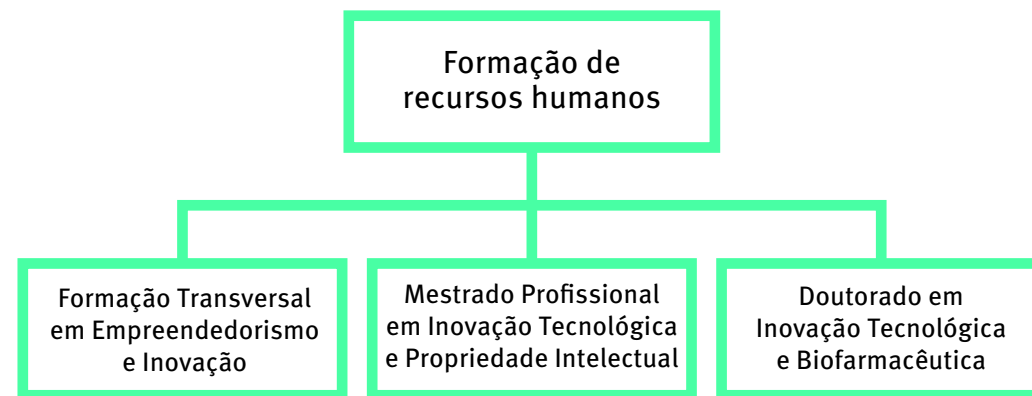 Formação de
recursos humanos
Formação Transversal
em Empreendedorismo
e Inovação
Mestrado Profissional
em Inovação Tecnológica
e Propriedade Intelectual
Doutorado em
Inovação Tecnológica
e Biofarmacêutica